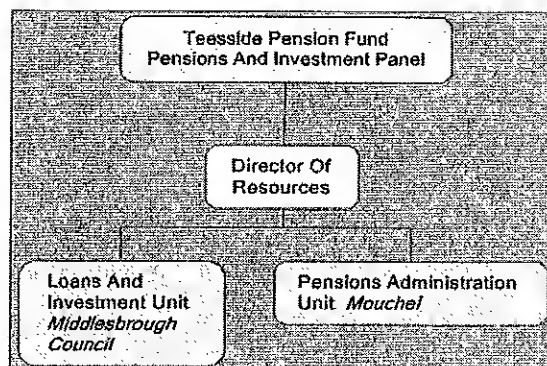 Teesside Pension Fund
Pensions And Investment Panel
Director Of
Resources
Loans And
Investment Unit
Middlesbrough
Council
Pensions Administration
Unit Mouchel